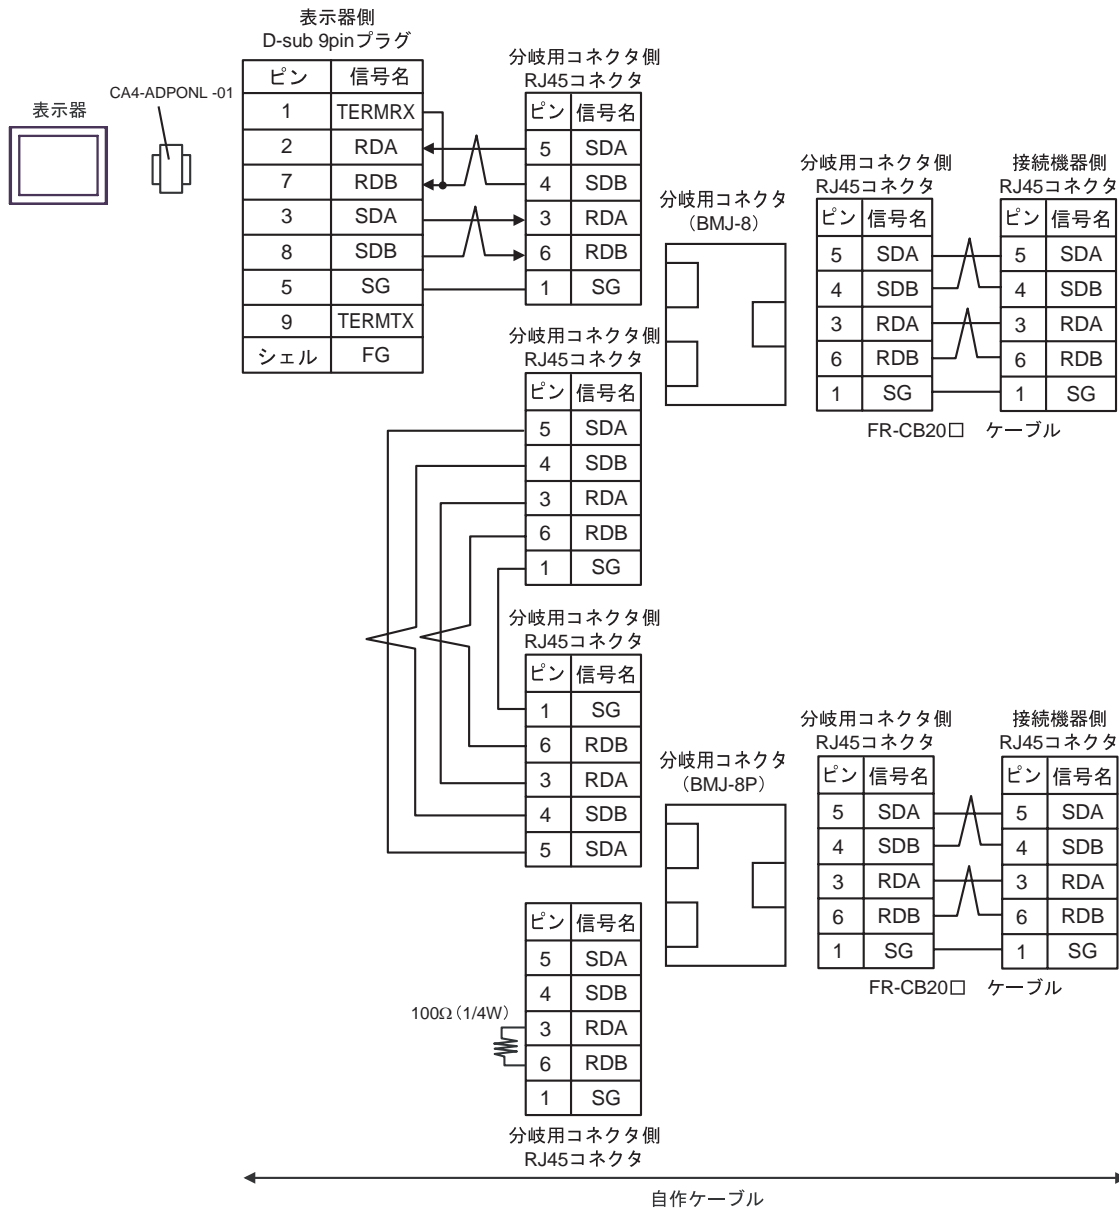 表示器側
D-sub 9pinプラグ
ピン 信号名
1 TERMRX
2 RDA
7 RDB
3 SDA
8 SDB
5 SG
9 TERMTX
シェル FG
表示器
CA4-ADPONL -01
分岐用コネクタ側
RJ45コネクタ
ピン 信号名
5 SDA
4 SDB
3 RDA
6 RDB
1 SG
分岐用コネクタ
(BMJ-8)
分岐用コネクタ側
RJ45コネクタ
ピン 信号名
5 SDA
4 SDB
3 RDA
6 RDB
1 SG
接続機器側
RJ45コネクタ
ピン 信号名
5 SDA
4 SDB
3 RDA
6 RDB
1 SG
FR-CB20□ ケーブル
分岐用コネクタ側
RJ45コネクタ
ピン 信号名
5 SDA
4 SDB
3 RDA
6 RDB
1 SG
分岐用コネクタ側
RJ45コネクタ
ピン 信号名
1 SG
6 RDB
3 RDA
4 SDB
5 SDA
分岐用コネクタ
(BMJ-8P)
分岐用コネクタ側
RJ45コネクタ
ピン 信号名
5 SDA
4 SDB
3 RDA
6 RDB
1 SG
接続機器側
RJ45コネクタ
ピン 信号名
5 SDA
4 SDB
3 RDA
6 RDB
1 SG
FR-CB20□ ケーブル
ピン 信号名
5 SDA
4 SDB
3 RDA
6 RDB
1 SG
100Ω(1/4W)
分岐用コネクタ側
RJ45コネクタ
自作ケーブル